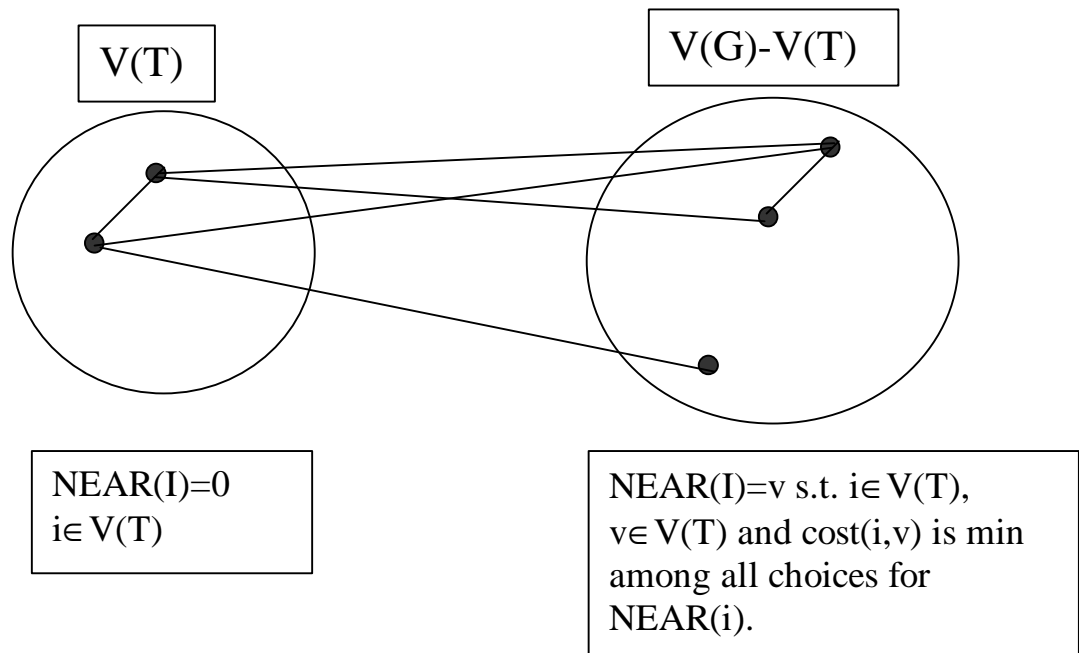 V(T)
V(G)-V(T)
NEAR(I)=0
i∈V(T)
NEAR(I)=v s.t. i∈V(T),
v∈V(T) and cost(i,v) is min
among all choices for
NEAR(i).